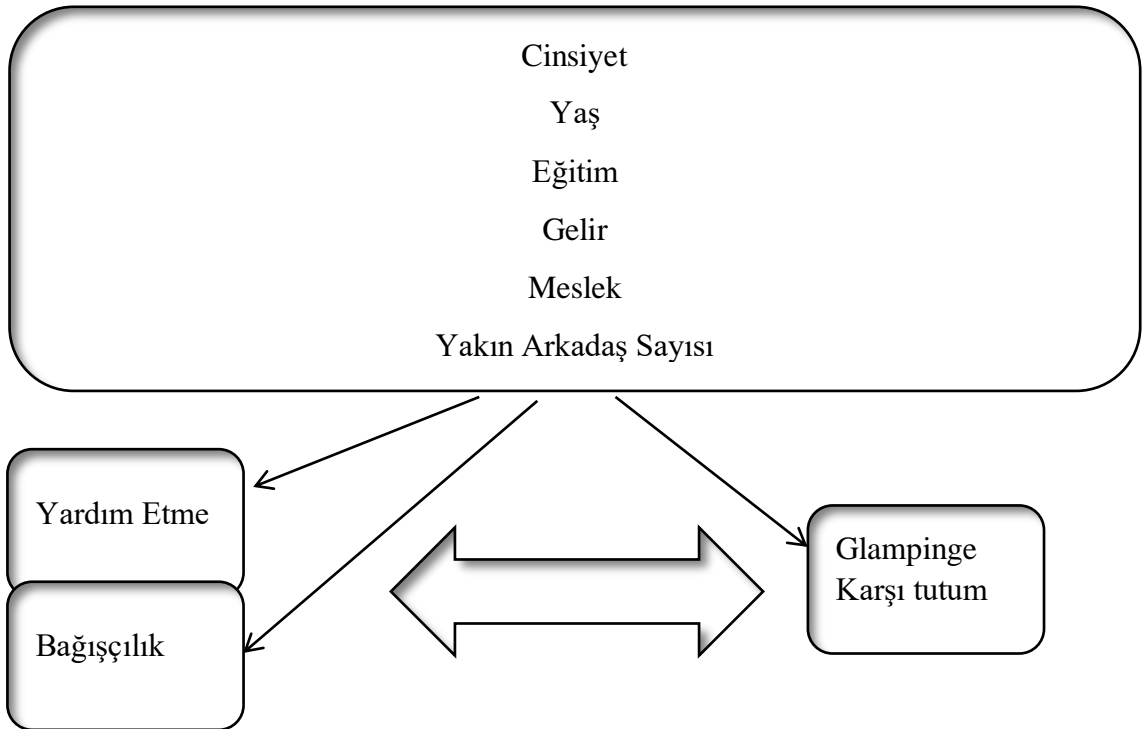 Cinsiyet
Yaş
Eğitim
Gelir
Meslek
Yakın Arkadaş Sayısı
Yardım Etme
Bağışçılık
Glampinge
Karşı tutum